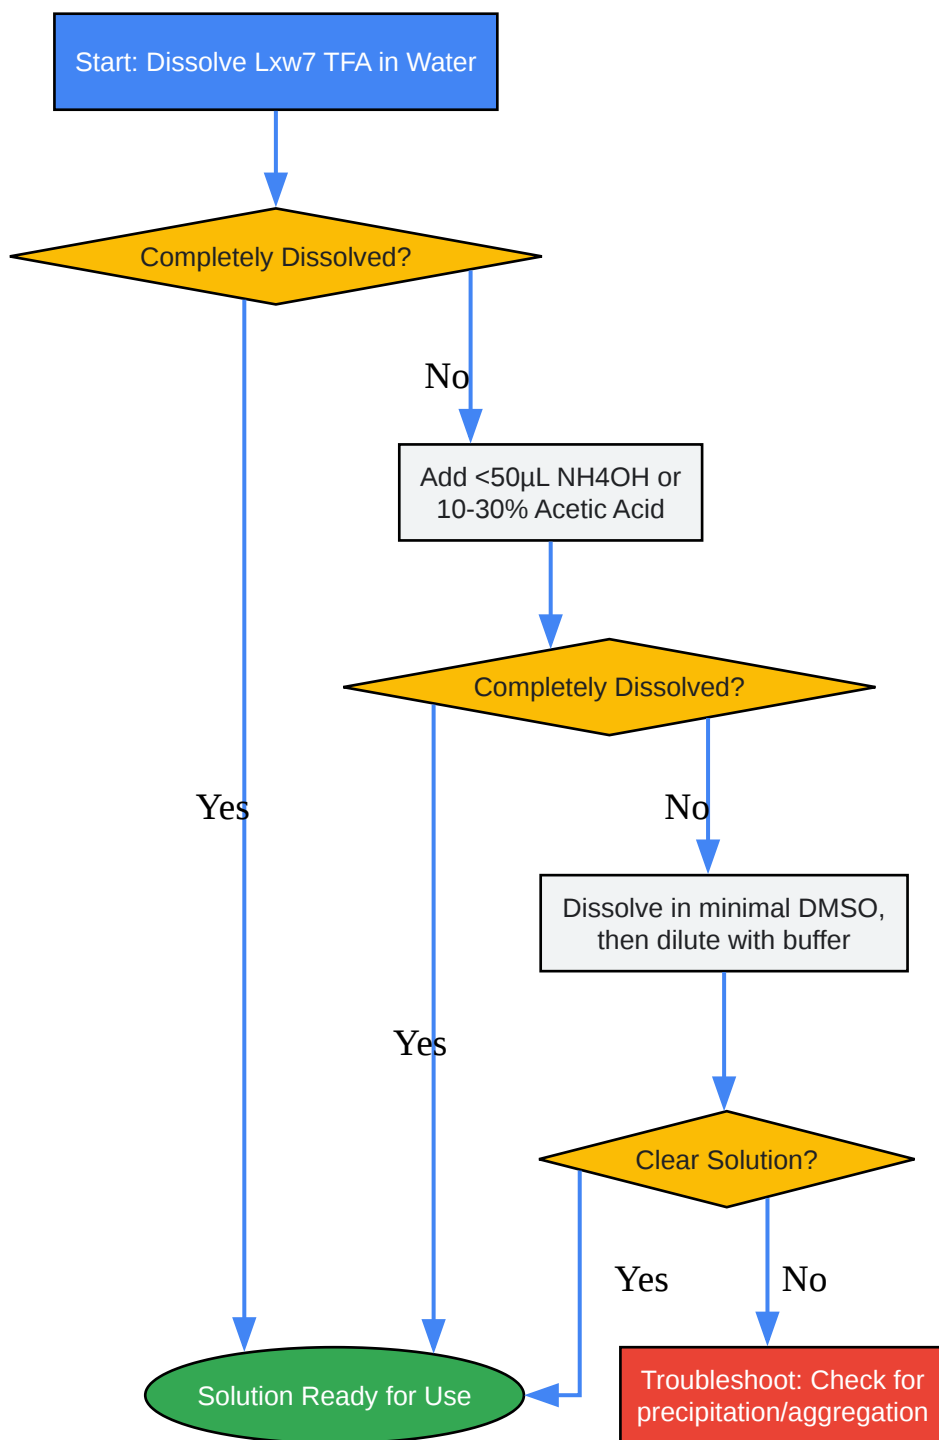 Start: Dissolve Lxw7 TFA in Water
Completely Dissolved?
No
Add <50µL NH4OH or
10-30% Acetic Acid
Completely Dissolved?
Yes
No
Dissolve in minimal DMSO,
then dilute with buffer
Yes
Clear Solution?
Yes
No
Solution Ready for Use
Troubleshoot: Check for
precipitation/aggregation